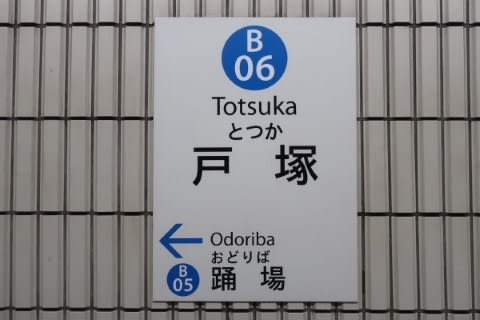 B
06
Totsuka
とつか
戸 塚
Odoriba
おどりば
B
05
踊 場